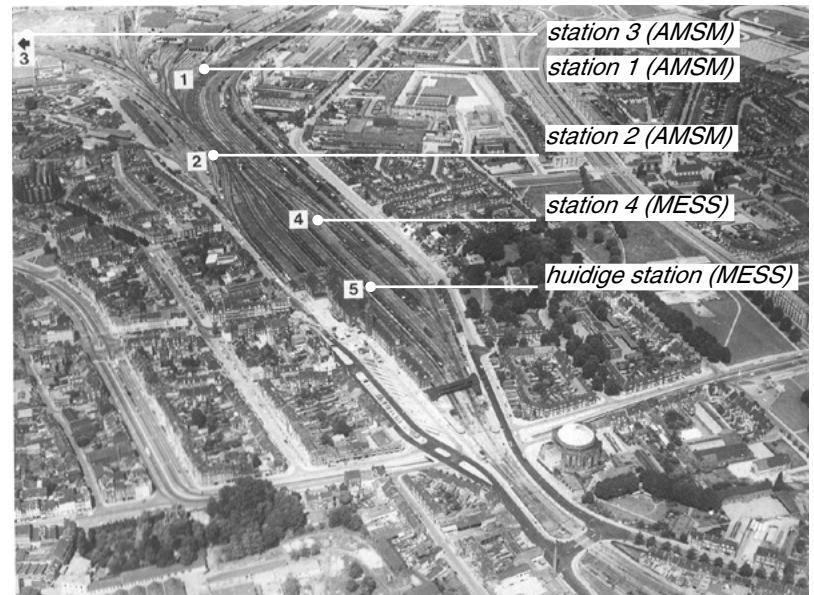 station 3 (AMSM)
3
station 1 (AMSM)
1
station 2 (AMSM)
2
station 4 (MESS)
4
huidige station (MESS)
5